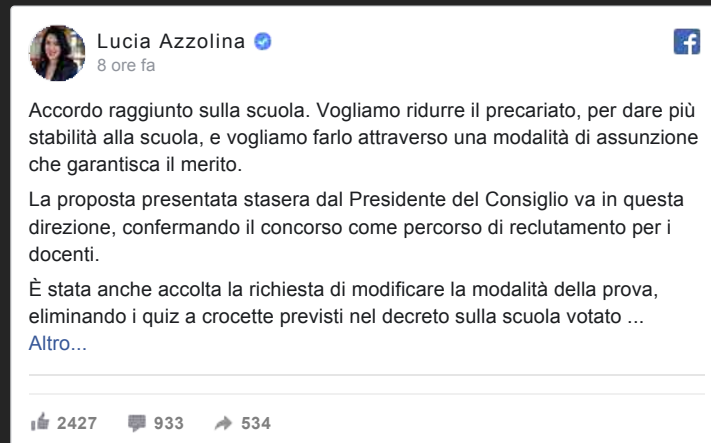 Lucia Azzolina
8 ore fa
Accordo raggiunto sulla scuola. Vogliamo ridurre il precariato, per dare più
stabilità alla scuola, e vogliamo farlo attraverso una modalità di assunzione
che garantisca il merito.
La proposta presentata stasera dal Presidente del Consiglio va in questa
direzione, confermando il concorso come percorso di reclutamento per i
docenti.
È stata anche accolta la richiesta di modificare la modalità della prova,
eliminando i quiz a crocette previsti nel decreto sulla scuola votato ...
Altro...
2427 933 534